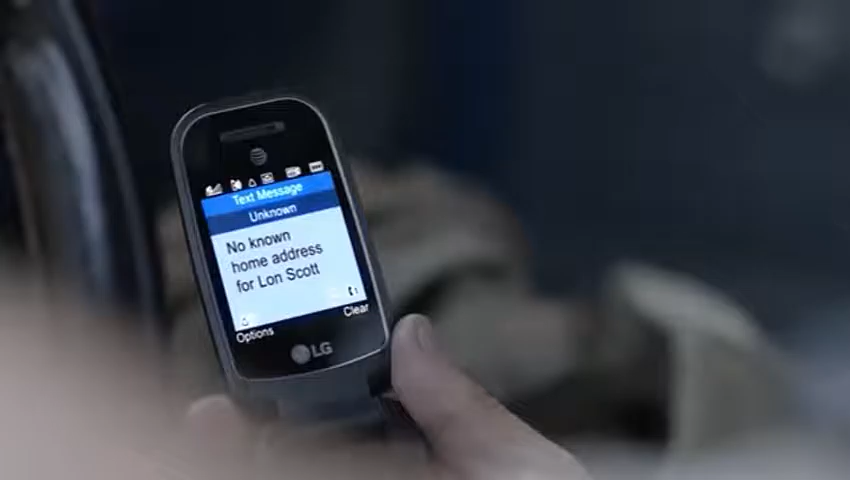 Text Message
Unknown
No known
home address
for Lon Scott
Options
Clear
LG